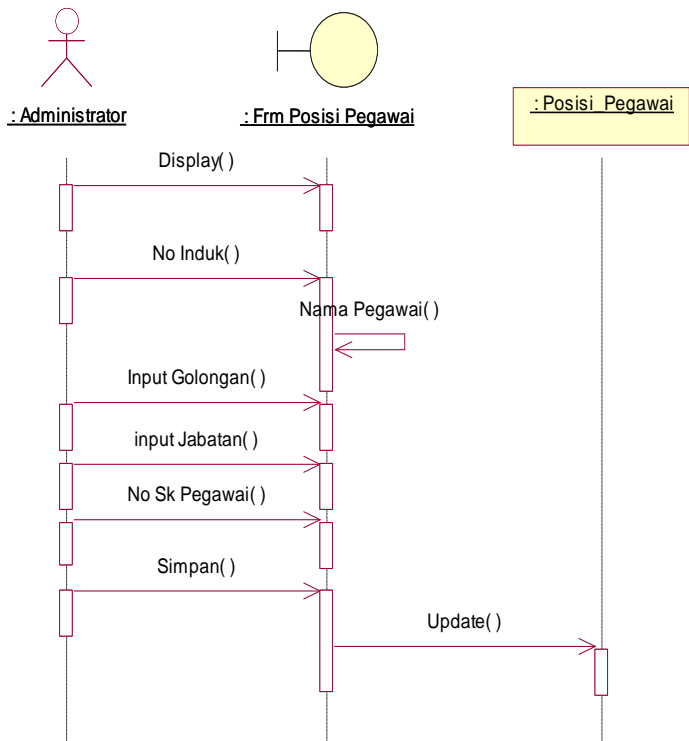 : Administrator
: Frm Posisi Pegawai
: Posisi_Pegawai
Display( )
No Induk( )
Nama Pegawai( )
Input Golongan( )
input Jabatan( )
No Sk Pegawai( )
Simpan( )
Update( )